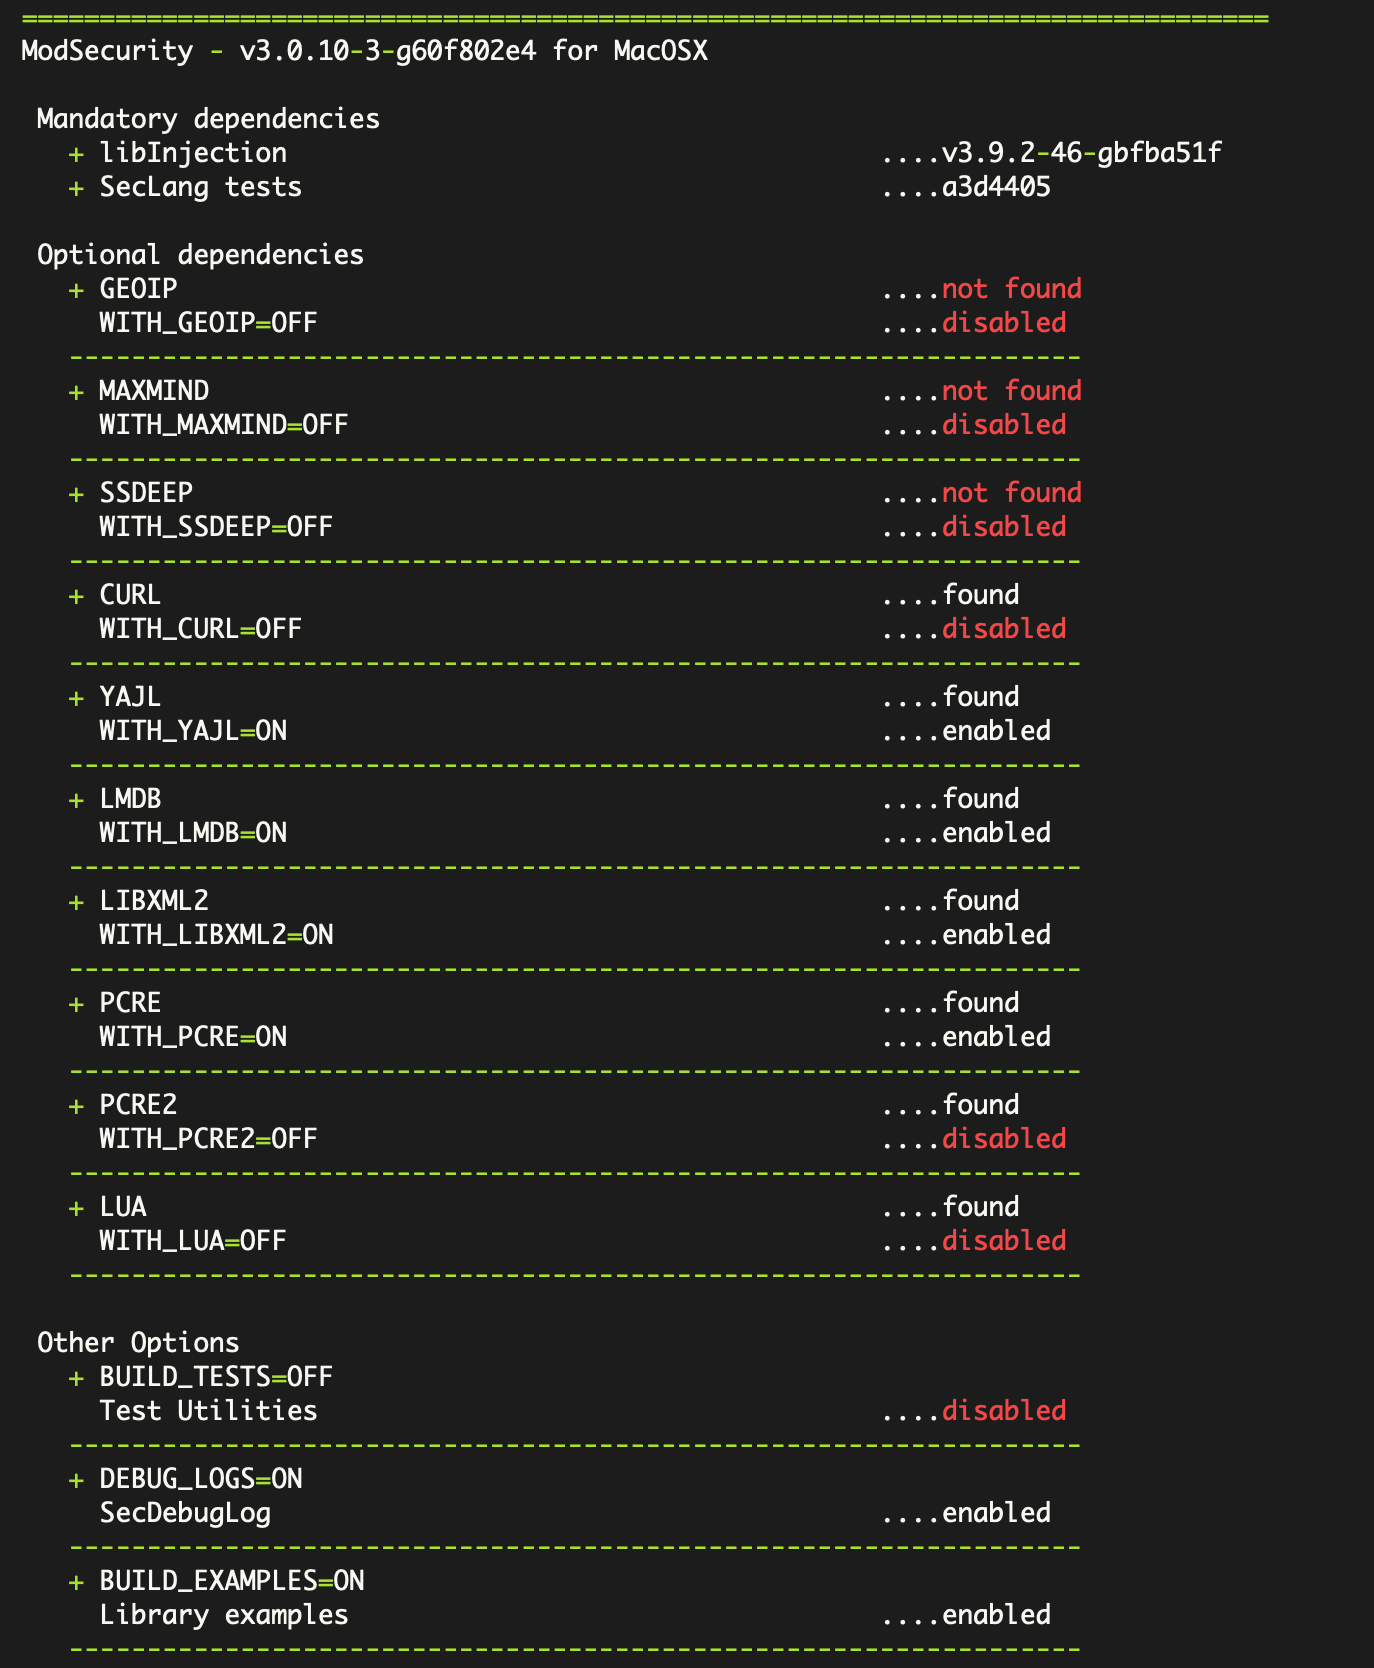 ================================================================================
ModSecurity - v3.0.10-3-g60f802e4 for MacOSX
Mandatory dependencies
+ libInjection ....v3.9.2-46-gbfba51f
+ SecLang tests ....a3d4405
Optional dependencies
+ GEOIP ....not found
WITH_GEOIP=OFF ....disabled
-----------------------------------------------------------------
+ MAXMIND ....not found
WITH_MAXMIND=OFF ....disabled
-----------------------------------------------------------------
+ SSDEEP ....not found
WITH_SSDEEP=OFF ....disabled
-----------------------------------------------------------------
+ CURL ....found
WITH_CURL=OFF ....disabled
-----------------------------------------------------------------
+ YAJL ....found
WITH_YAJL=ON ....enabled
-----------------------------------------------------------------
+ LMDB ....found
WITH_LMDB=ON ....enabled
-----------------------------------------------------------------
+ LIBXML2 ....found
WITH_LIBXML2=ON ....enabled
-----------------------------------------------------------------
+ PCRE ....found
WITH_PCRE=ON ....enabled
-----------------------------------------------------------------
+ PCRE2 ....found
WITH_PCRE2=OFF ....disabled
-----------------------------------------------------------------
+ LUA ....found
WITH_LUA=OFF ....disabled
-----------------------------------------------------------------
Other Options
+ BUILD_TESTS=OFF
Test Utilities ....disabled
-----------------------------------------------------------------
+ DEBUG_LOGS=ON
SecDebugLog ....enabled
-----------------------------------------------------------------
+ BUILD_EXAMPLES=ON
Library examples ....enabled
-----------------------------------------------------------------